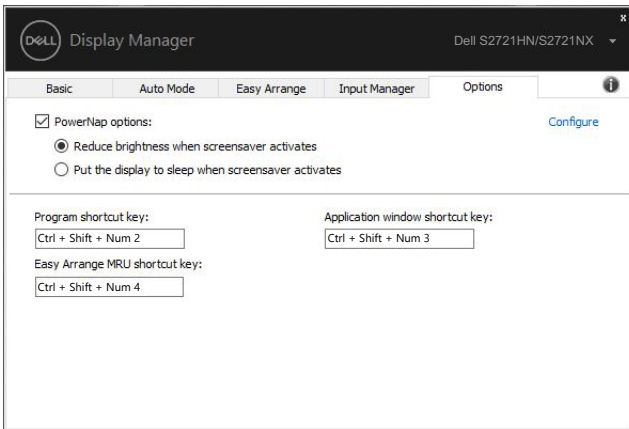 x
DELL Display Manager
Dell S2721HN/S2721NX
Basic Auto Mode Easy Arrange Input Manager Options
PowerNap options:
Configure
Reduce brightness when screensaver activates
Put the display to sleep when screensaver activates
Program shortcut key:
Application window shortcut key:
Ctrl + Shift + Num 2
Ctrl + Shift + Num 3
Easy Arrange MRU shortcut key:
Ctrl + Shift + Num 4